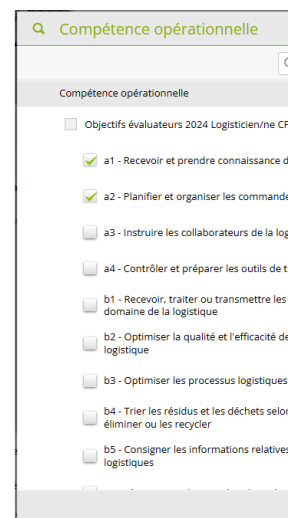 Compétence opérationnelle
Compétence opérationnelle
Objectifs évaluateurs 2024 Logisticien/ne CF
a1 - Recevoir et prendre connaissance d
a2 - Planifier et organiser les commande
a3 - Instruire les collaborateurs de la log
a4 - Contrôler et préparer les outils de t
b1 - Recevoir, traiter ou transmettre les
domaine de la logistique
b2 - Optimiser la qualité et l'efficacité de
logistique
b3 - Optimiser les processus logistiques
b4 - Trier les résidus et les déchets selon
éliminer ou les recycler
b5 - Consigner les informations relatives
logistiques